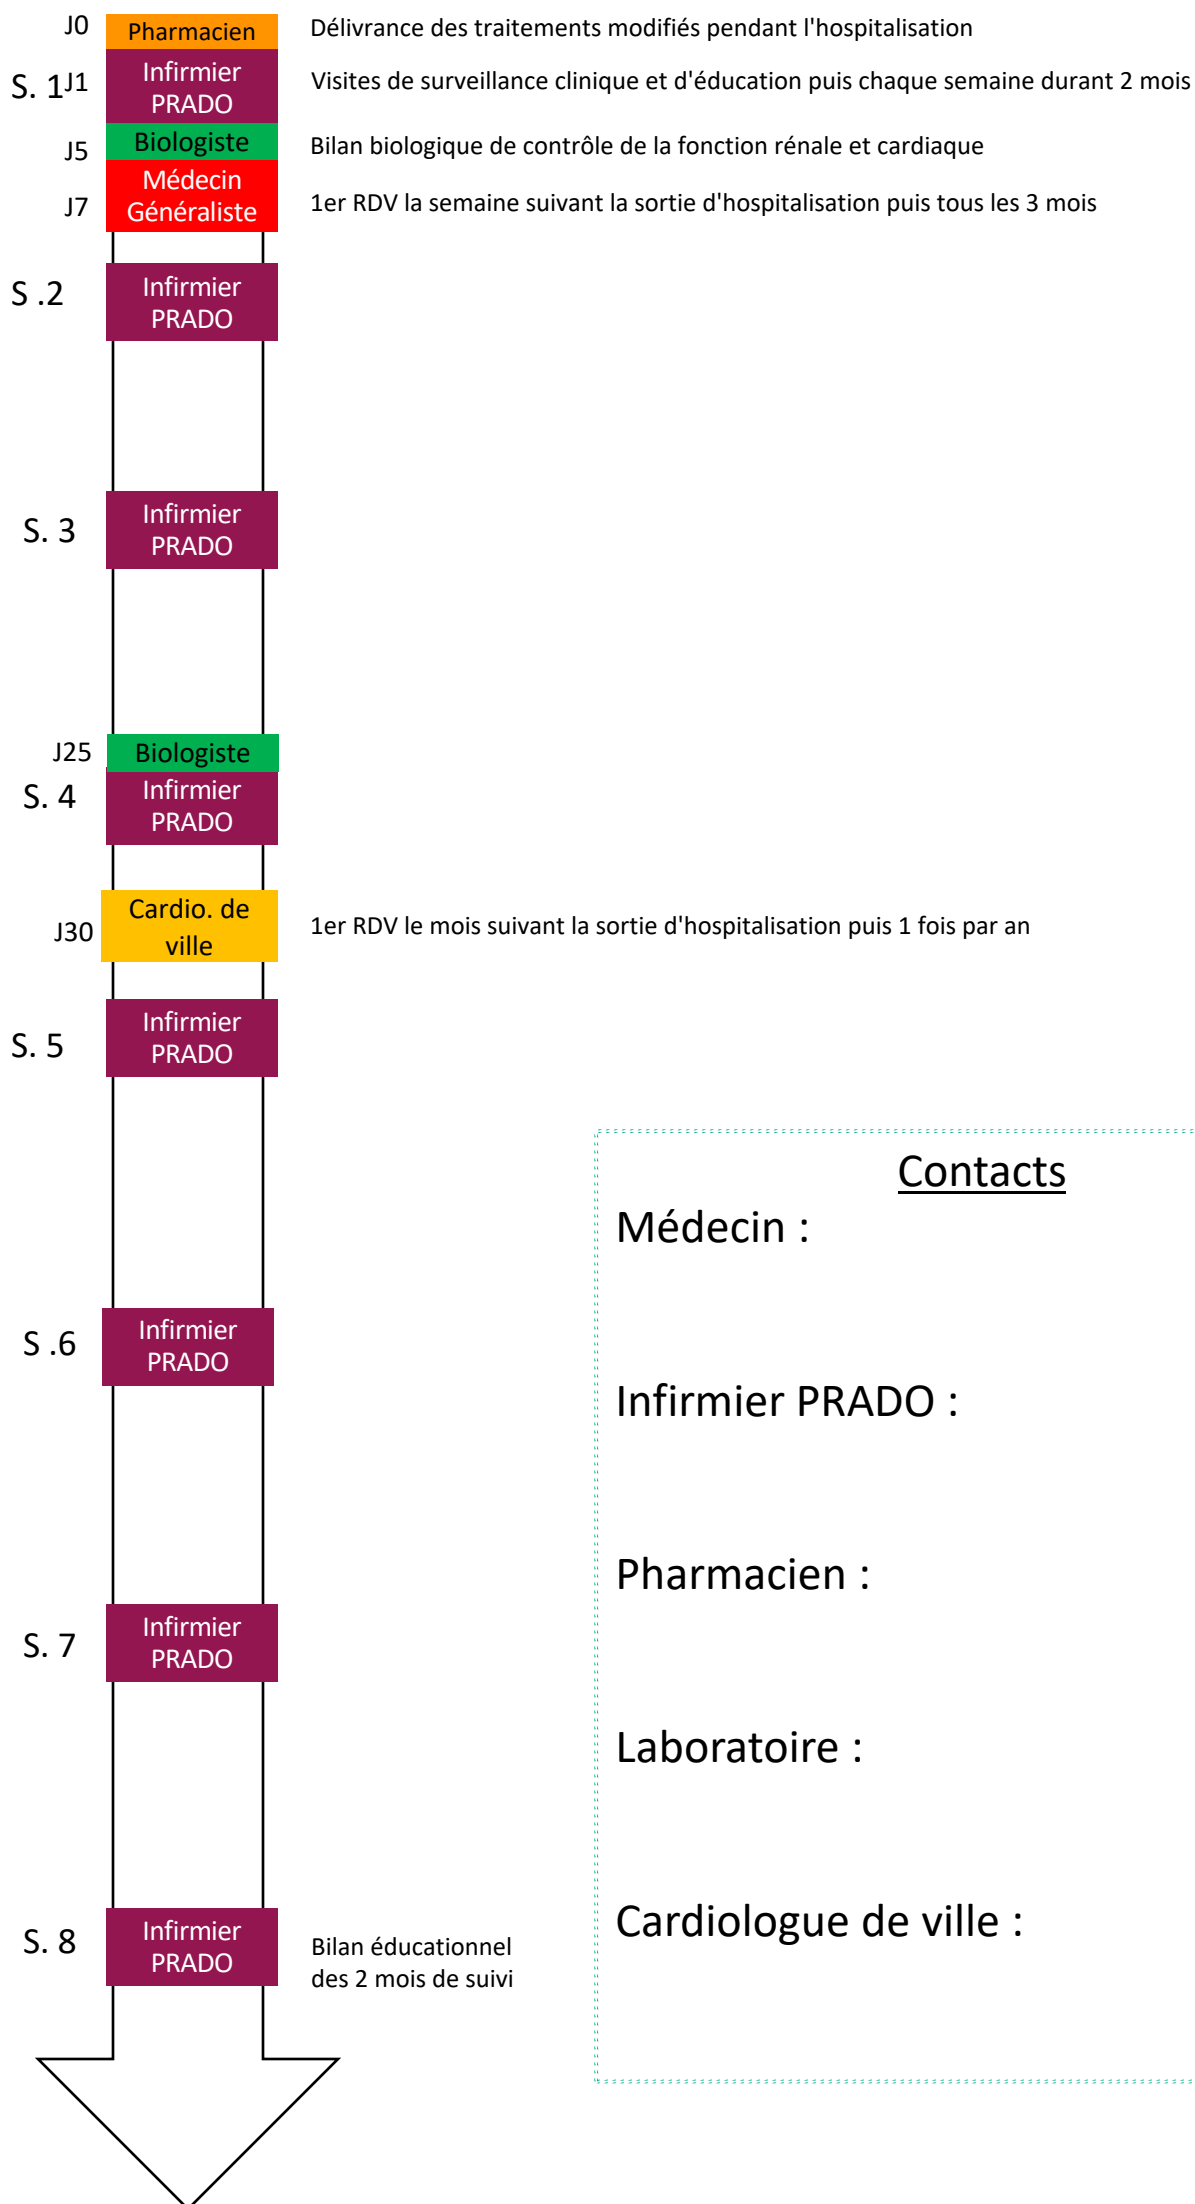 J0 Pharmacien Délivrance des traitements modifiés pendant l'hospitalisation
S. 1 J1 Infirmier
PRADO
Visites de surveillance clinique et d'éducation puis chaque semaine durant 2 mois
J5 Biologiste Bilan biologique de contrôle de la fonction rénale et cardiaque
J7 Médecin
Généraliste
1er RDV la semaine suivant la sortie d'hospitalisation puis tous les 3 mois
S .2 Infirmier
PRADO
S. 3 Infirmier
PRADO
J25 Biologiste
S. 4 Infirmier
PRADO
J30 Cardio. de
ville
1er RDV le mois suivant la sortie d'hospitalisation puis 1 fois par an
S. 5 Infirmier
PRADO
S .6 Infirmier
PRADO
S. 7 Infirmier
PRADO
S. 8 Infirmier
PRADO
Bilan éducationnel
des 2 mois de suivi
Contacts
Médecin :
Infirmier PRADO :
Pharmacien :
Laboratoire :
Cardiologue de ville :